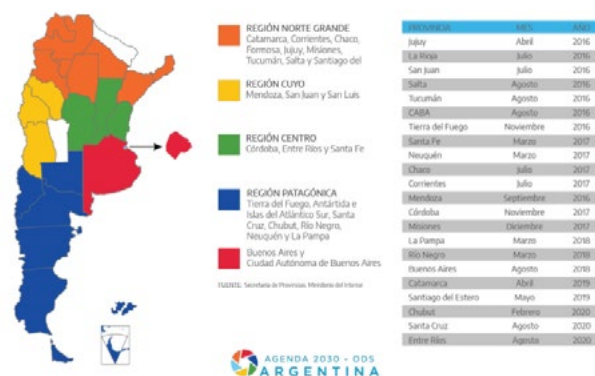 REGIÓN NORTE GRANDE
Catamarca, Corrientes, Chaco,
Formosa, Jujuy, Misiones,
Tucumán, Salta y Santiago del
REGIÓN CUYO
Mendoza, San Juan y San Luis
REGIÓN CENTRO
Córdoba, Entre Ríos y Santa Fe
REGIÓN PATAGÓNICA
Tierra del Fuego, Antártida e
Islas del Atlántico Sur, Santa
Cruz, Chubut, Río Negro,
Neuquén y La Pampa
Buenos Aires y
Ciudad Autónoma de Buenos Aires
FUENTE: Secretaría de Provincias. Ministerio del Interior
AGENDA 2030 - ODS
ARGENTINA
PROVINCIA MES AÑO
Jujuy Abril 2016
La Rioja Julio 2016
San Juan Julio 2016
Salta Agosto 2016
Tucumán Agosto 2016
CABA Agosto 2016
Tierra del Fuego Noviembre 2016
Santa Fe Marzo 2017
Neuquén Marzo 2017
Chaco Julio 2017
Corrientes Julio 2017
Mendoza Septiembre 2016
Córdoba Noviembre 2017
Misiones Diciembre 2017
La Pampa Marzo 2018
Río Negro Marzo 2018
Buenos Aires Agosto 2018
Catamarca Abril 2019
Santiago del Estero Mayo 2019
Chubut Febrero 2020
Santa Cruz Agosto 2020
Entre Ríos Agosto 2020